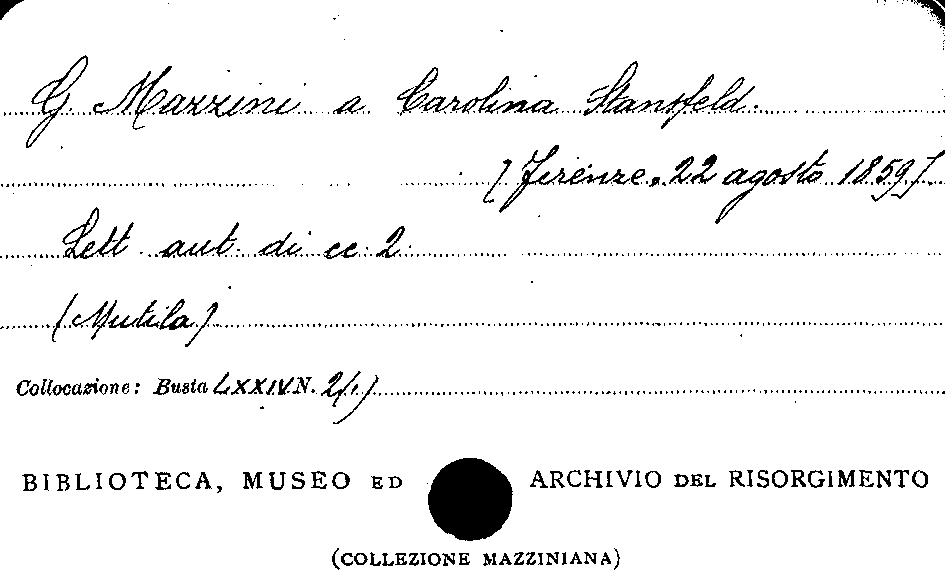 G. Mazzini a Carolina Stansfeld.
[Firenze, 22 agosto 1859]
Lett. aut. di cc. 2.
(Mutila)
Collocazione: Busta LXXIV N. 2(1)
BIBLIOTECA, MUSEO ED ARCHIVIO DEL RISORGIMENTO
(COLLEZIONE MAZZINIANA)